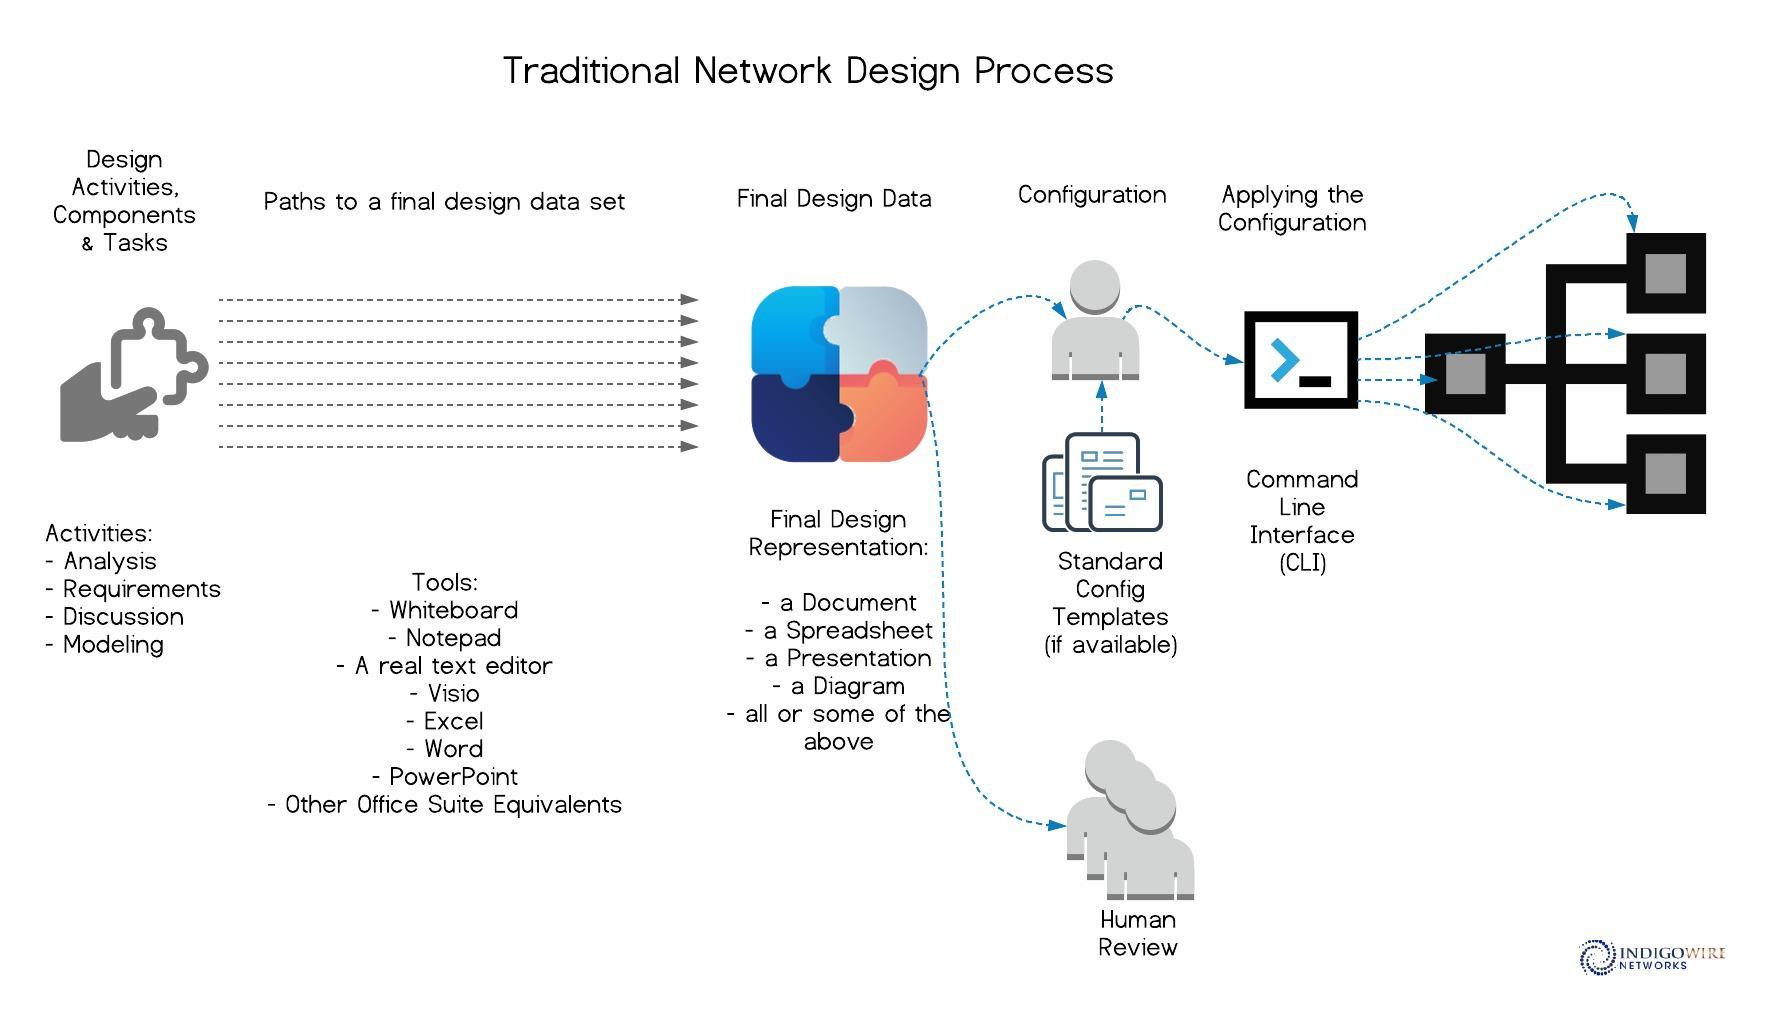 Traditional Network Design Process
Design
Activities,
Components
& Tasks
Paths to a final design data set
Final Design Data
Configuration
Applying the
Configuration
Activities:
- Analysis
- Requirements
- Discussion
- Modeling
Tools:
- Whiteboard
- Notepad
- A real text editor
- Visio
- Excel
- Word
- PowerPoint
- Other Office Suite Equivalents
Final Design
Representation:
- a Document
- a Spreadsheet
- a Presentation
- a Diagram
- all or some of the
above
Standard
Config
Templates
(if available)
Command
Line
Interface
(CLI)
Human
Review
INDIGOWIRE
NETWORKS